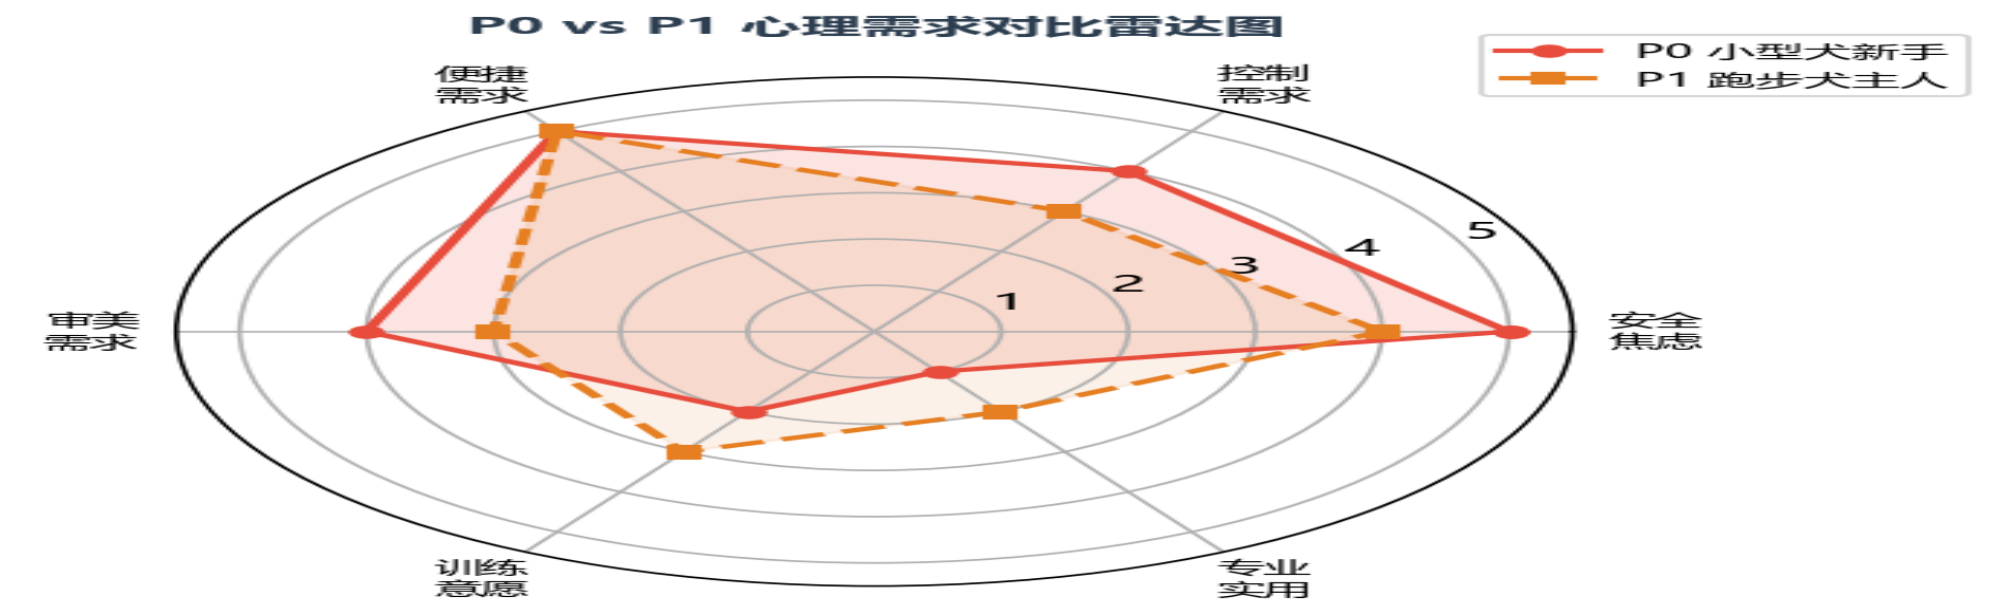 P0 vs P1 心理需求对比雷达图
P0 小型犬新手
P1 跑步犬主人
便捷
需求
控制
需求
5
4
3
2
1
审美
需求
安全
焦虑
训练
意愿
专业
实用